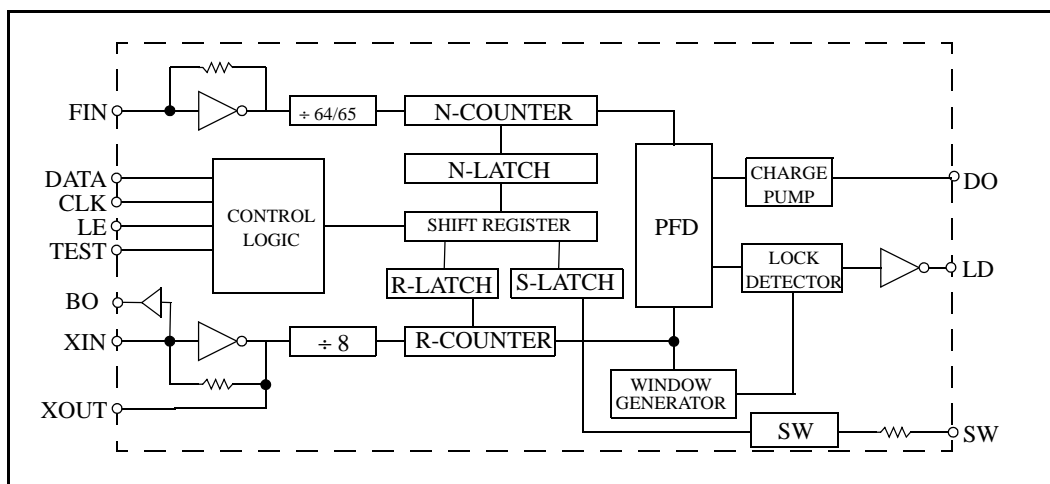 FIN
÷ 64/65
N-COUNTER
DATA
CLK
LE
TEST
CONTROL
LOGIC
N-LATCH
SHIFT REGISTER
R-LATCH
S-LATCH
PFD
CHARGE
PUMP
DO
LOCK
DETECTOR
LD
BO
XIN
XOUT
÷ 8
R-COUNTER
WINDOW
GENERATOR
SW
SW